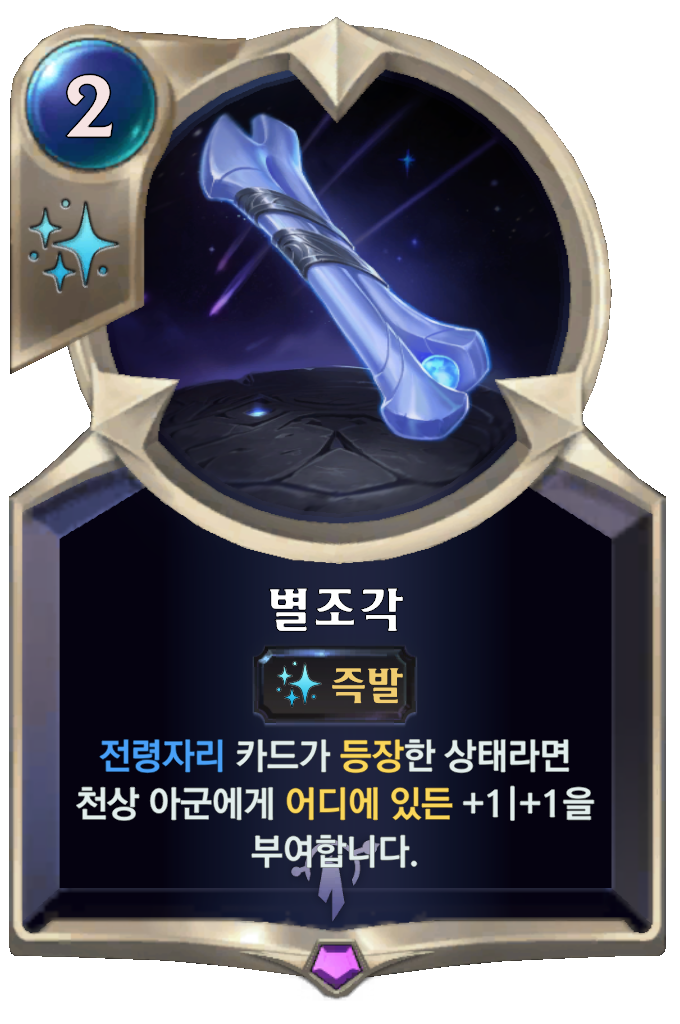 2
별조각
즉발
전령자리 카드가 등장한 상태라면
천상 아군에게 어디에 있든 +1|+1을
부여합니다.